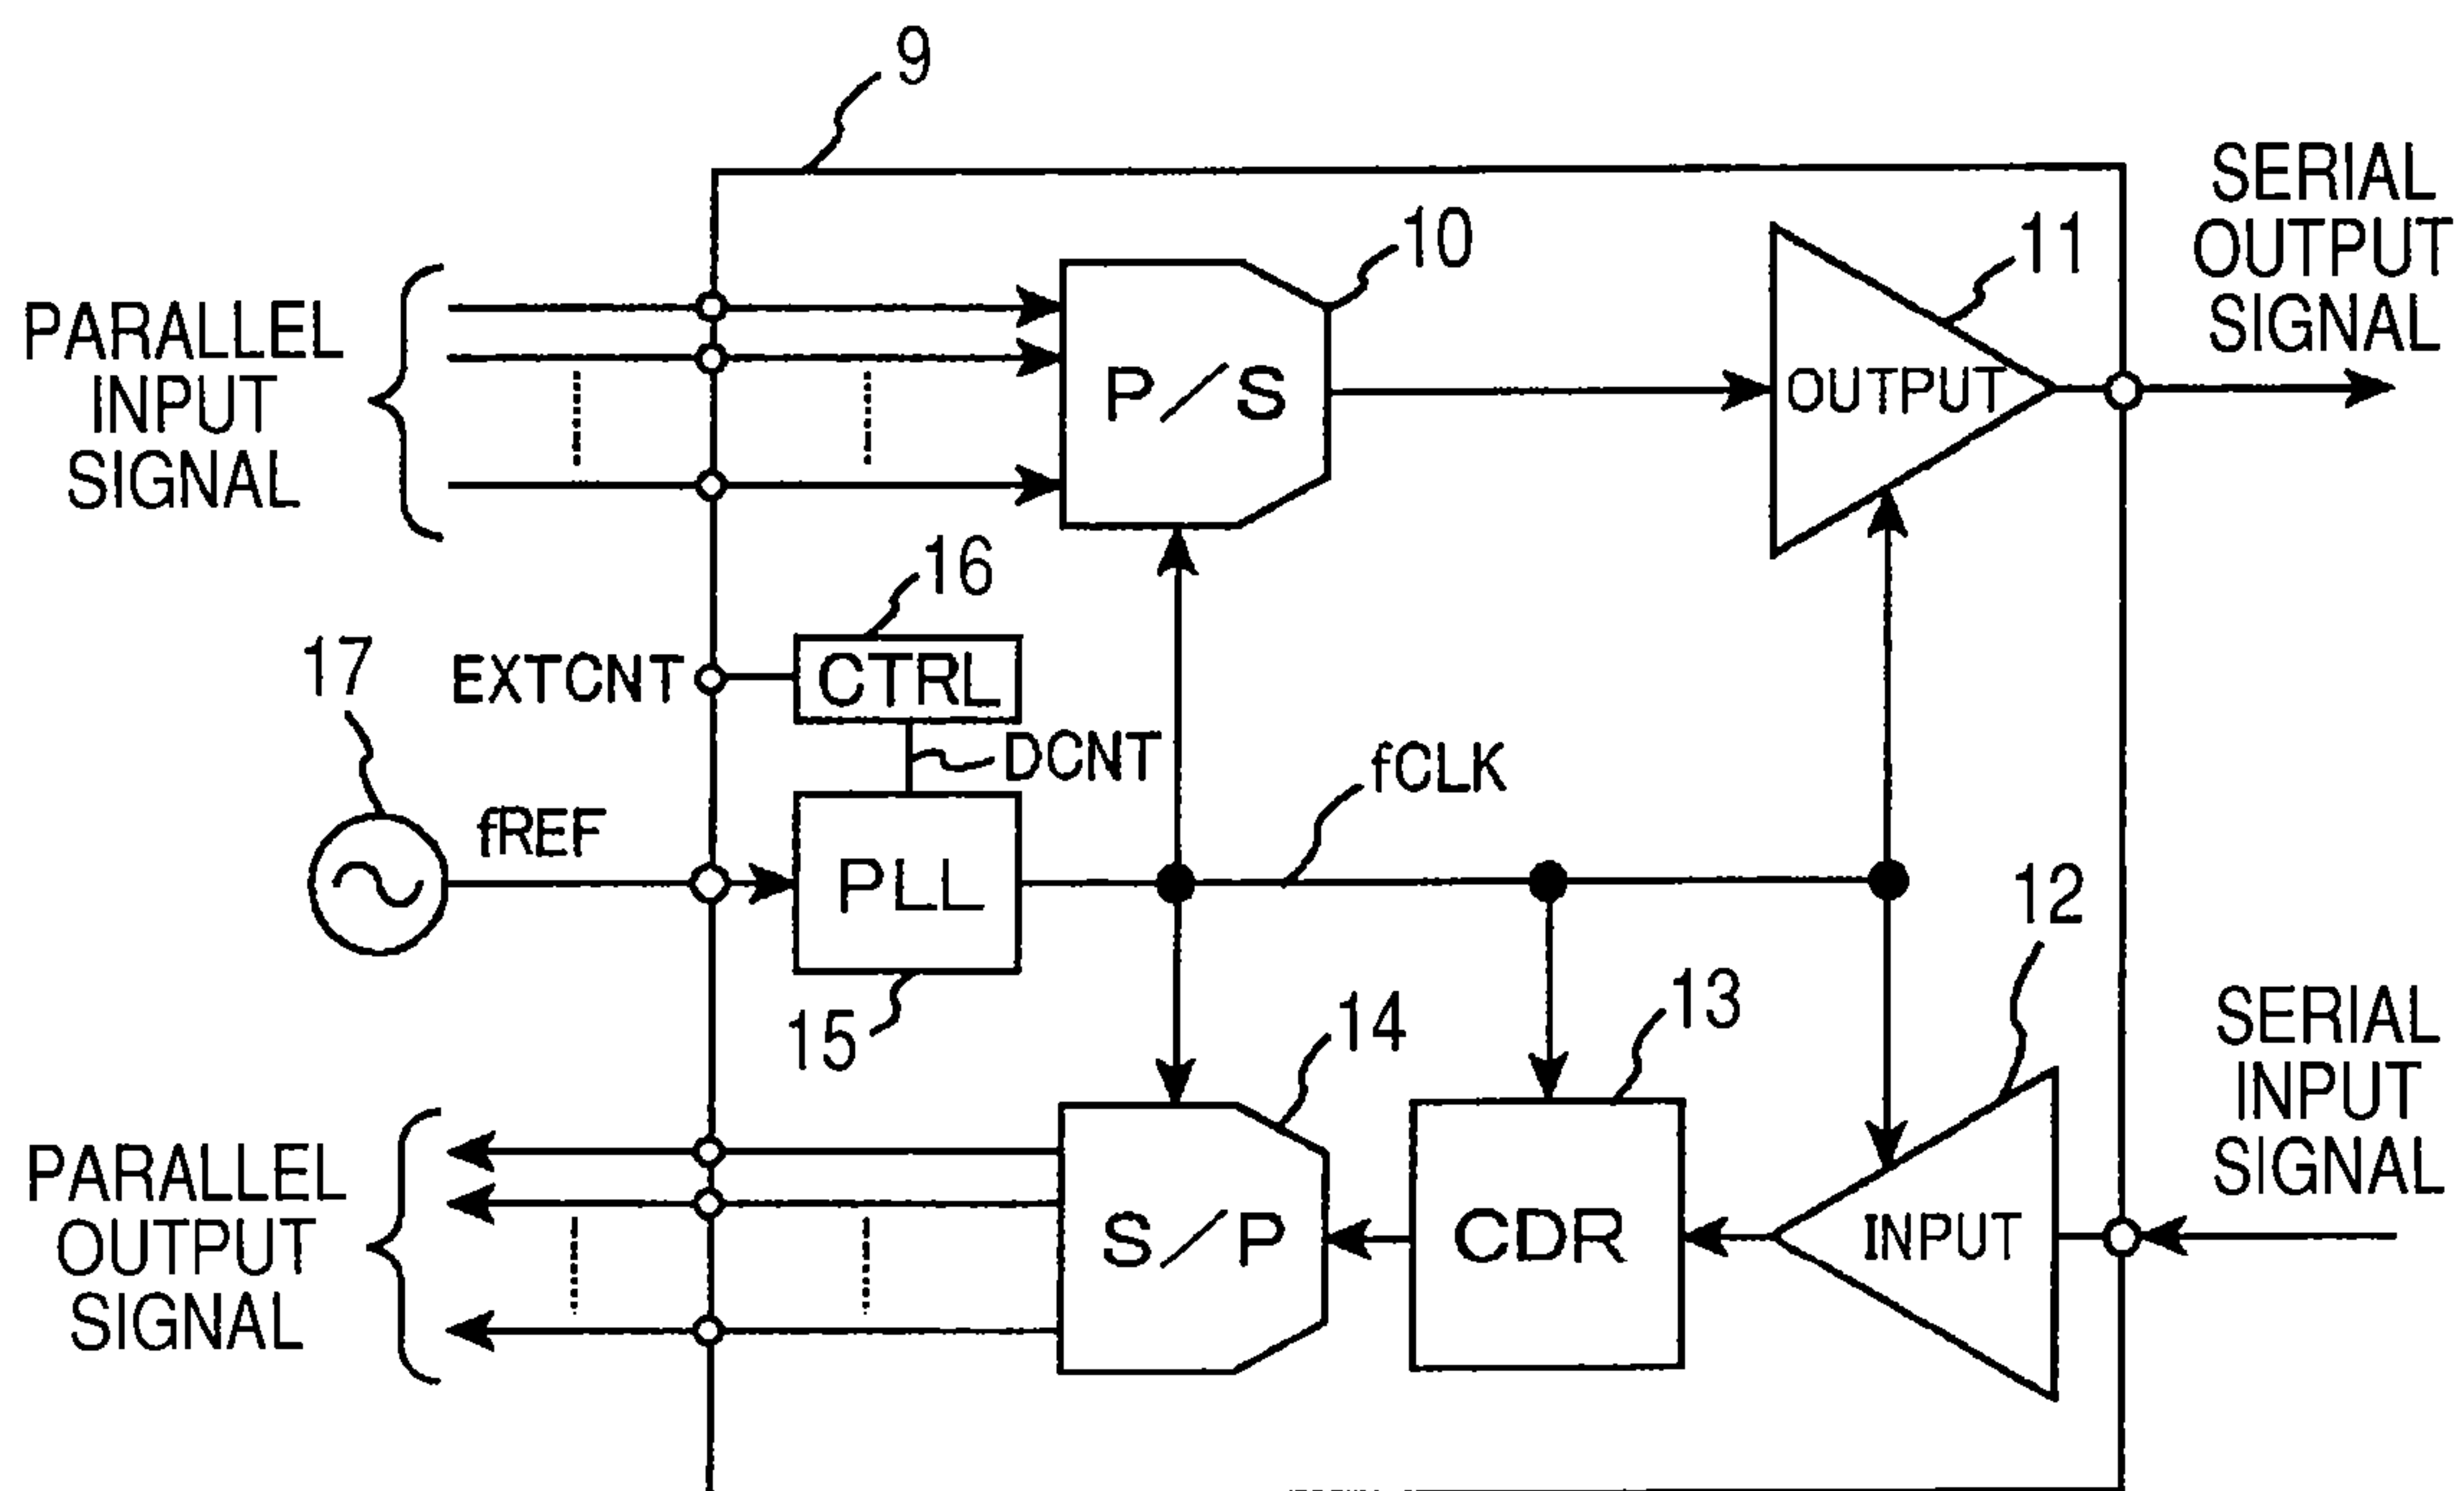 9
SERIAL
OUTPUT
SIGNAL
10
11
PARALLEL
INPUT
SIGNAL
P/S
OUTPUT
16
17
EXTCNT
CTRL
DCNT
fCLK
fREF
PLL
12
15
14
13
SERIAL
INPUT
SIGNAL
PARALLEL
OUTPUT
SIGNAL
S/P
CDR
INPUT